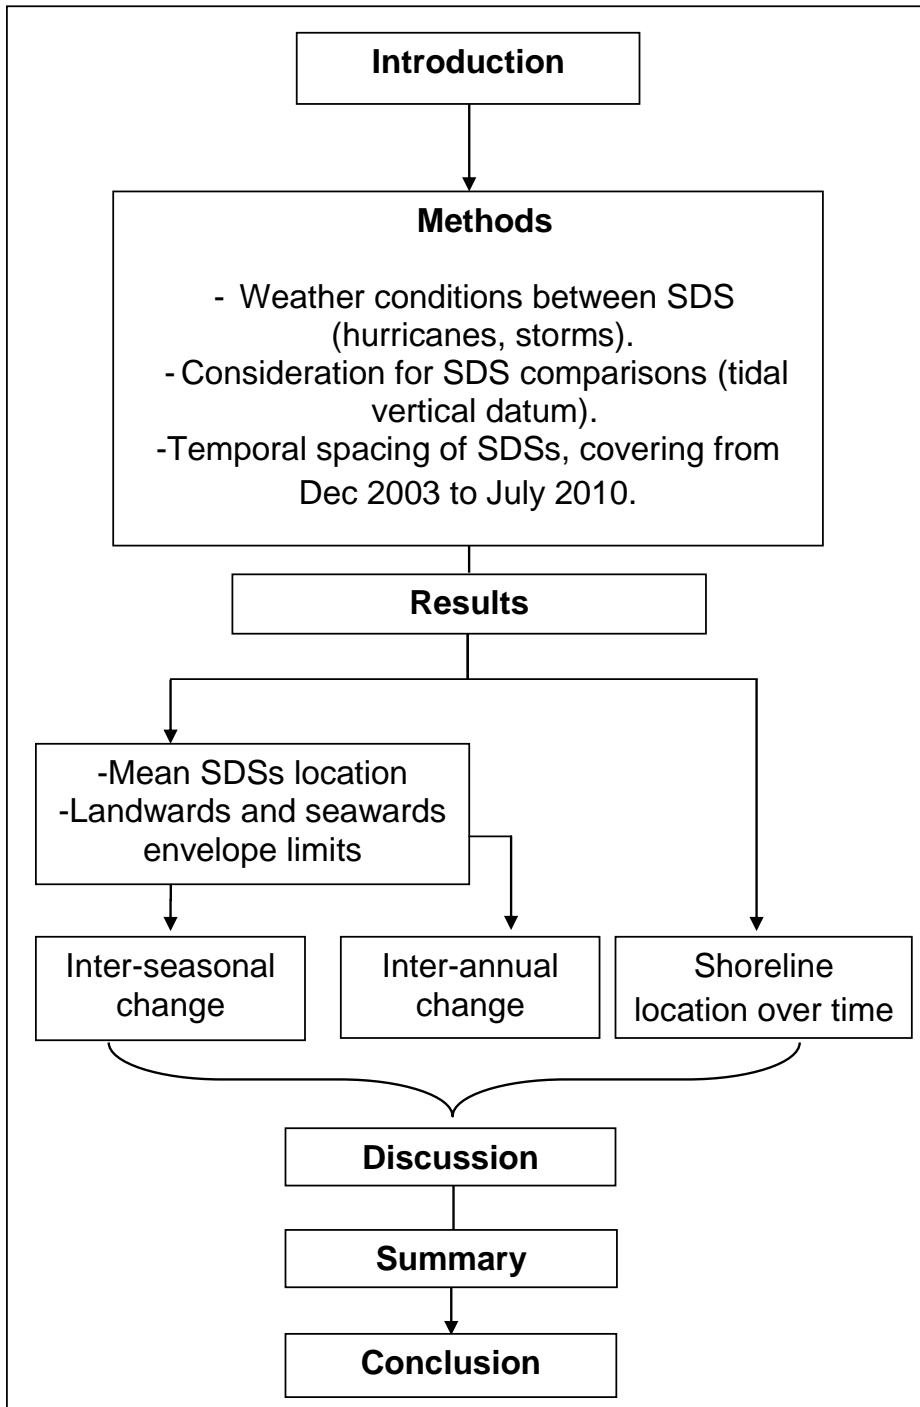 Introduction
Methods
- Weather conditions between SDS
(hurricanes, storms).
- Consideration for SDS comparisons (tidal
vertical datum).
-Temporal spacing of SDSs, covering from
Dec 2003 to July 2010.
Results
-Mean SDSs location
-Landwards and seawards
envelope limits
Inter-seasonal
change
Inter-annual
change
Shoreline
location over time
Discussion
Summary
Conclusion